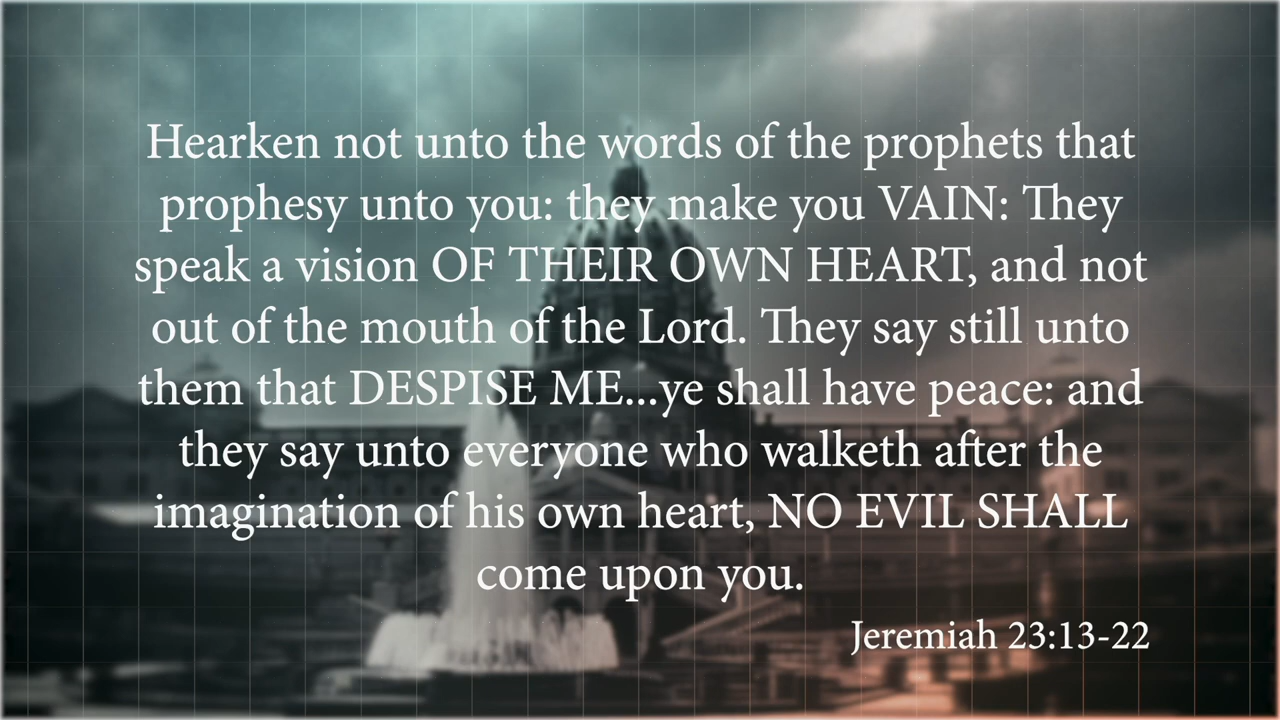 Hearken not unto the words of the prophets that
prophesy unto you: they make you VAIN: They
speak a vision OF THEIR OWN HEART, and not
out of the mouth of the Lord. They say still unto
them that DESPISE ME...ye shall have peace: and
they say unto everyone who walketh after the
imagination of his own heart, NO EVIL SHALL
come upon you.
Jeremiah 23:13-22